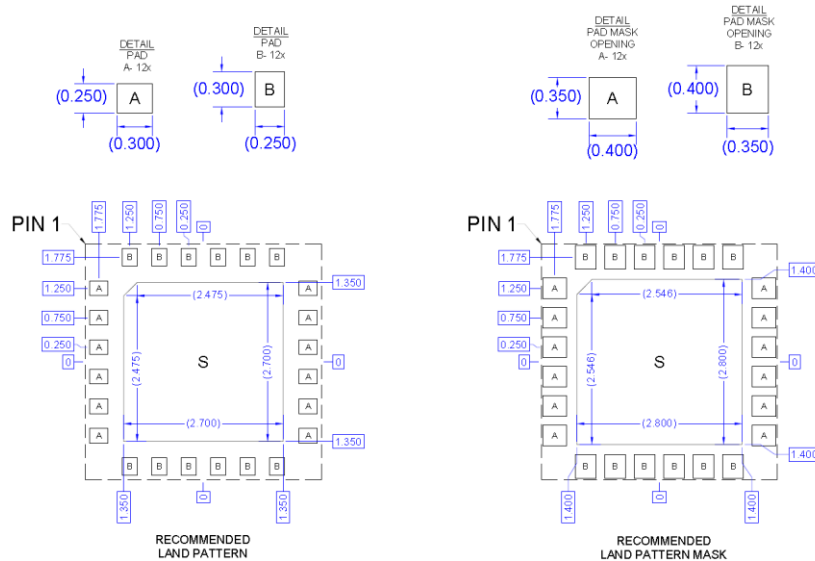 DETAIL
PAD
A- 12x
DETAIL
PAD
B- 12x
(0.250)
A
(0.300)
(0.300)
B
(0.250)
DETAIL
PAD MASK
OPENING
A- 12x
DETAIL
PAD MASK
OPENING
B- 12x
(0.350)
A
(0.400)
(0.400)
B
(0.350)
PIN 1
1.775
1.250
0.750
0.250
0
1.775
B B B B B B
1.350
1.250
A
A
0.750
A
A
0.250
A
A
0
0
A
A
A
A
A
A
(2.475)
(2.475)
S
(2.700)
(2.700)
1.350
B B B B B B
1.350
0
1.350
RECOMMENDED
LAND PATTERN
PIN 1
1.775
1.250
0.750
0.250
0
1.775
B B B B B B
1.400
1.250
A
A
0.750
A
A
0.250
A
A
0
0
A
A
A
A
A
A
(2.546)
(2.546)
S
(2.800)
(2.800)
1.400
B B B B B B
1.400
0
1.400
RECOMMENDED
LAND PATTERN MASK